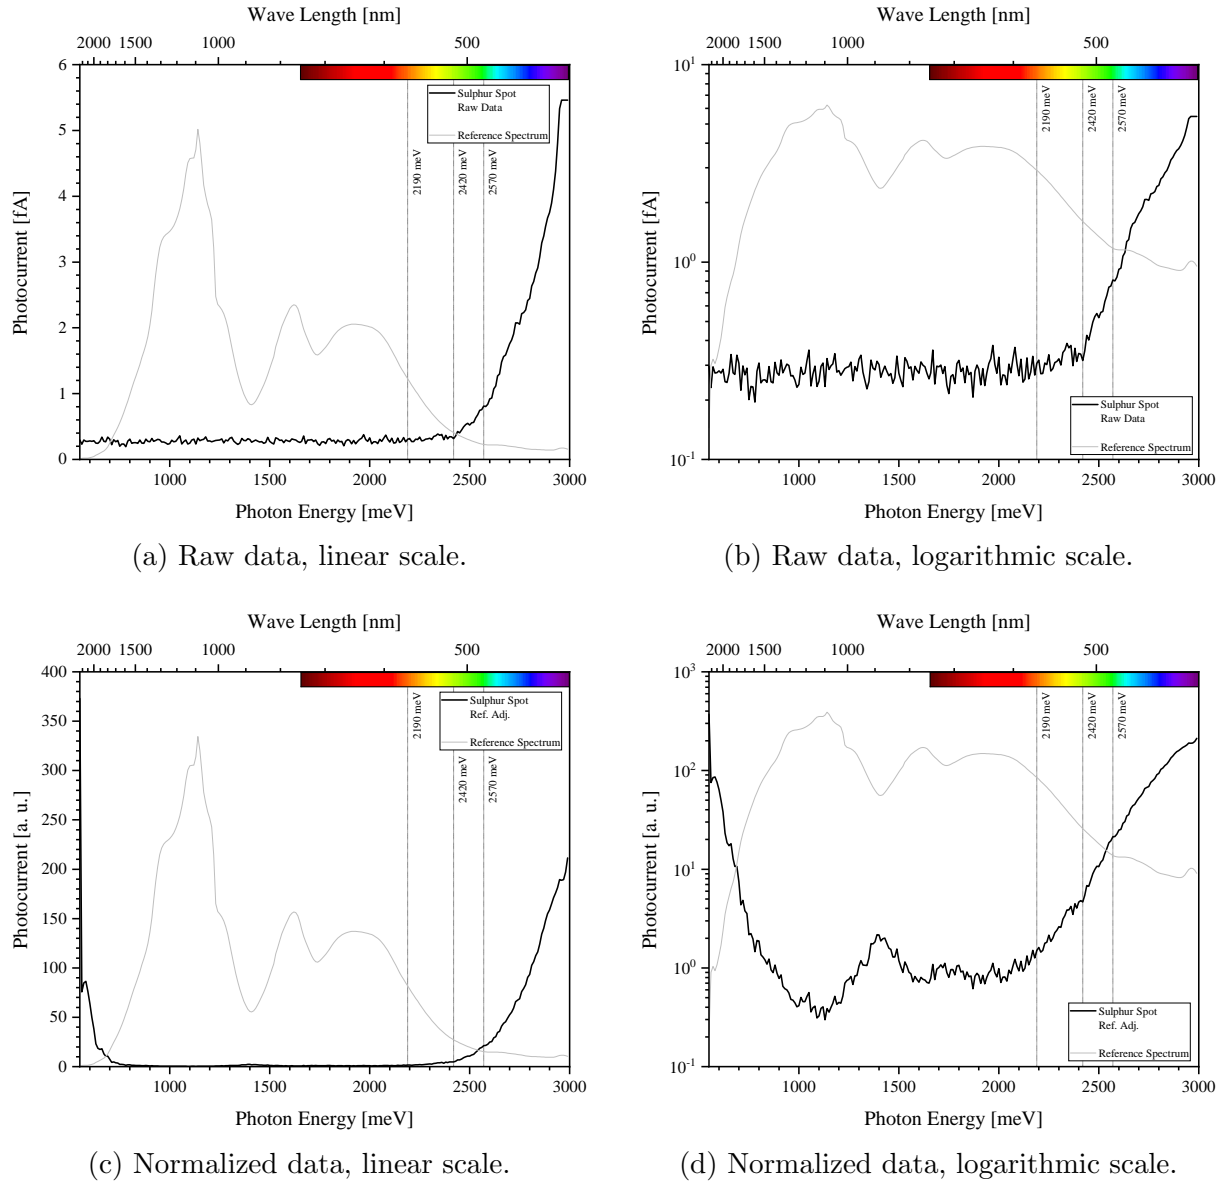 Wave Length [nm]
2000 1500 1000 500
6
5
4
3
2
1
0
Photocurrent [fA]
Sulphur Spot
Raw Data
Reference Spectrum
2190 meV
2420 meV
2570 meV
1000 1500 2000 2500 3000
Photon Energy [meV]
(a) Raw data, linear scale.
Wave Length [nm]
2000 1500 1000 500
10^1
10^0
10^-1
Photocurrent [fA]
2190 meV
2420 meV
2570 meV
Sulphur Spot
Raw Data
Reference Spectrum
1000 1500 2000 2500 3000
Photon Energy [meV]
(b) Raw data, logarithmic scale.
Wave Length [nm]
2000 1500 1000 500
400
350
300
250
200
150
100
50
0
Photocurrent [a. u.]
2190 meV
Sulphur Spot
Ref. Adj.
Reference Spectrum
2420 meV
2570 meV
1000 1500 2000 2500 3000
Photon Energy [meV]
(c) Normalized data, linear scale.
Wave Length [nm]
2000 1500 1000 500
10^3
10^2
10^1
10^0
10^-1
Photocurrent [a. u.]
2190 meV
2420 meV
2570 meV
Sulphur Spot
Ref. Adj.
Reference Spectrum
1000 1500 2000 2500 3000
Photon Energy [meV]
(d) Normalized data, logarithmic scale.